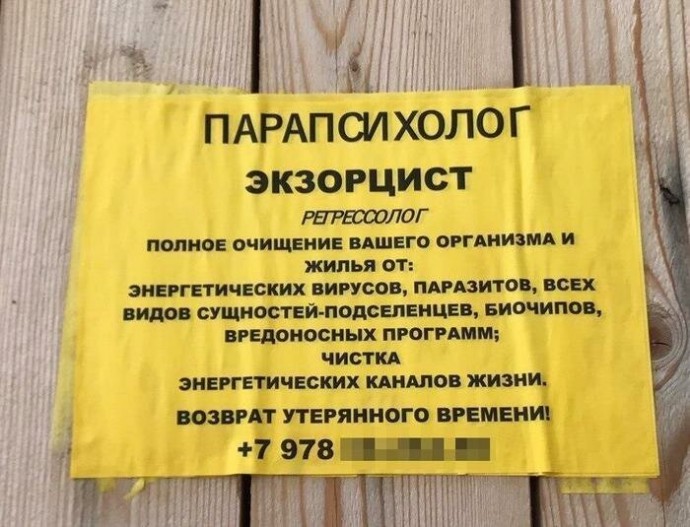 ПАРАПСИХОЛОГ
ЭКЗОРЦИСТ
РЕГРЕССОЛОГ
ПОЛНОЕ ОЧИЩЕНИЕ ВАШЕГО ОРГАНИЗМА И
ЖИЛЬЯ ОТ:
ЭНЕРГЕТИЧЕСКИХ ВИРУСОВ, ПАРАЗИТОВ, ВСЕХ
ВИДОВ СУЩНОСТЕЙ-ПОДСЕЛЕНЦЕВ, БИОЧИПОВ,
ВРЕДОНОСНЫХ ПРОГРАММ;
ЧИСТКА
ЭНЕРГЕТИЧЕСКИХ КАНАЛОВ ЖИЗНИ.
ВОЗВРАТ УТЕРЯННОГО ВРЕМЕНИ!
+7 978